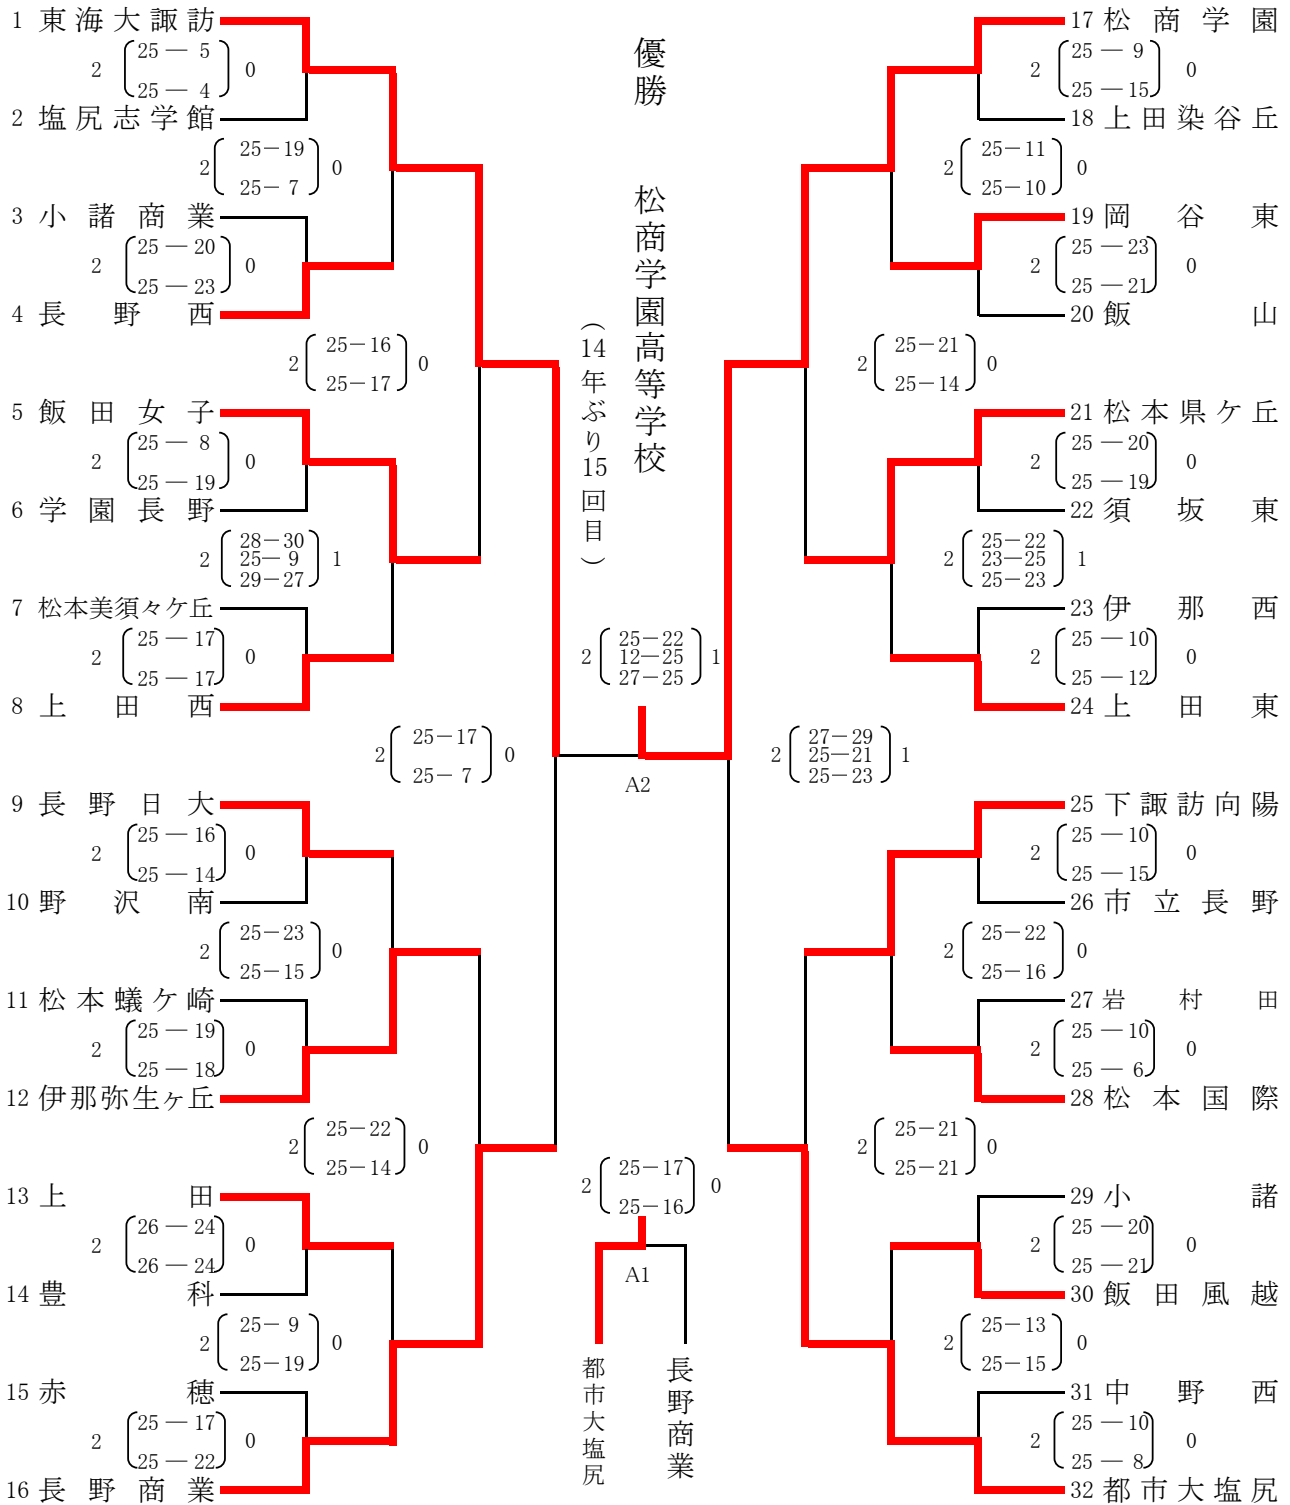 1 東海大諏訪
2 25 ― 5 0
25 ― 4
2 塩尻志学館
2 25－19 0
25－ 7
3 小諸商業
2 25 ― 20 0
25 ― 23
4 長野西
2 25－16 0
25－17
5 飯田女子
2 25 ― 8 0
25 ― 19
6 学園長野
2 28－30 1
25－ 9
29－27
7 松本美須々ケ丘
2 25 ― 17 0
25 ― 17
8 上田西
2 25－17 0
25－ 7
9 長野日大
2 25 ― 16 0
25 ― 14
10 野沢南
2 25－23 0
25－15
11 松本蟻ケ崎
2 25 ― 19 0
25 ― 18
12 伊那弥生ヶ丘
2 25－22 0
25－14
13 上田
2 26 ― 24 0
26 ― 24
14 豊科
2 25－ 9 0
25－19
15 赤穂
2 25 ― 17 0
25 ― 22
16 長野商業
優勝 松商学園高等学校
（14年ぶり15回目）
2 25－22 1
12－25
27－25
A2
2 25－17 0
25－16
A1
都市大塩尻
長野商業
17 松商学園
2 25 ― 9 0
25 ― 15
18 上田染谷丘
2 25－11 0
25－10
19 岡谷東
2 25 ― 23 0
25 ― 21
20 飯山
2 25－21 0
25－14
21 松本県ケ丘
2 25 ― 20 0
25 ― 19
22 須坂東
2 25－22 1
23－25
25－23
23 伊那西
2 25 ― 10 0
25 ― 12
24 上田東
2 27－29 1
25－21
25－23
25 下諏訪向陽
2 25 ― 10 0
25 ― 15
26 市立長野
2 25－22 0
25－16
27 岩村田
2 25 ― 10 0
25 ― 6
28 松本国際
2 25－21 0
25－21
29 小諸
2 25 ― 20 0
25 ― 21
30 飯田風越
2 25－13 0
25－15
31 中野西
2 25 ― 10 0
25 ― 8
32 都市大塩尻